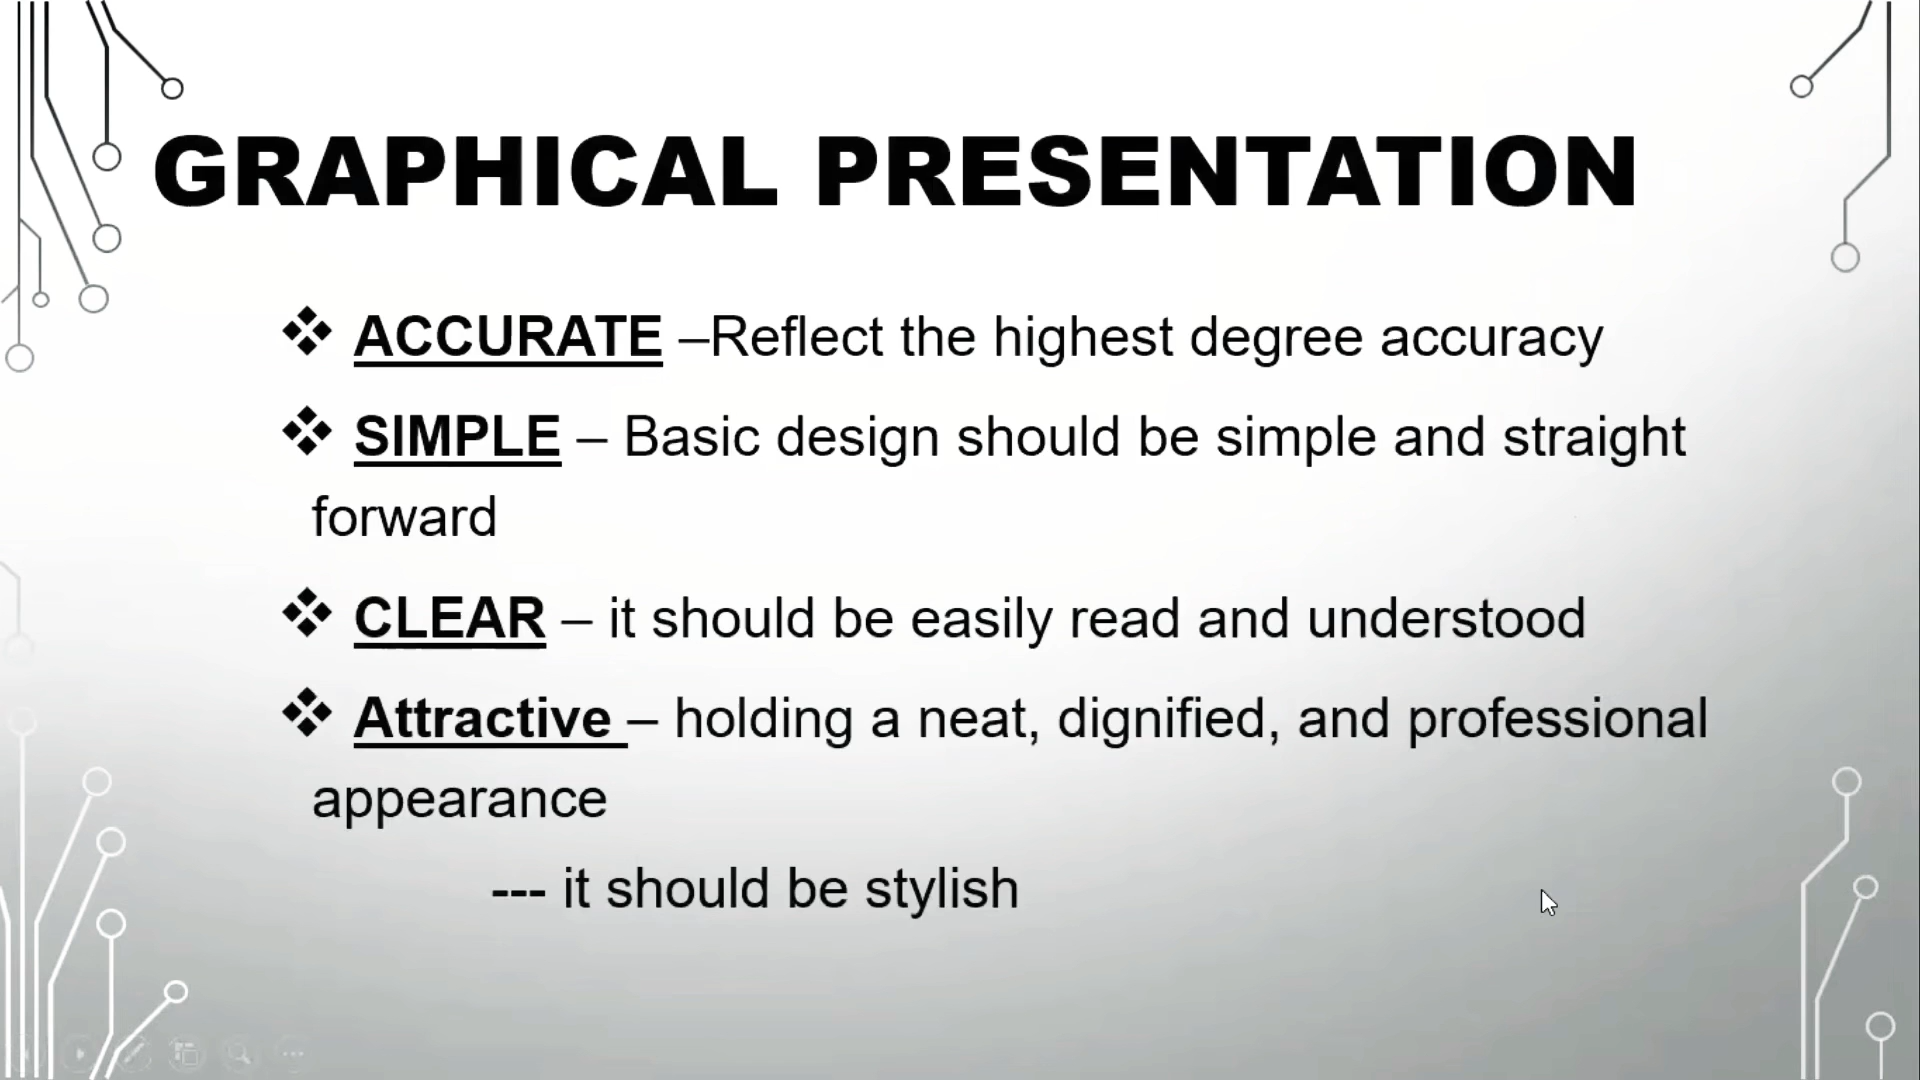 GRAPHICAL PRESENTATION
❖ ACCURATE –Reflect the highest degree accuracy
❖ SIMPLE – Basic design should be simple and straight
forward
❖ CLEAR – it should be easily read and understood
❖ Attractive – holding a neat, dignified, and professional
appearance
--- it should be stylish